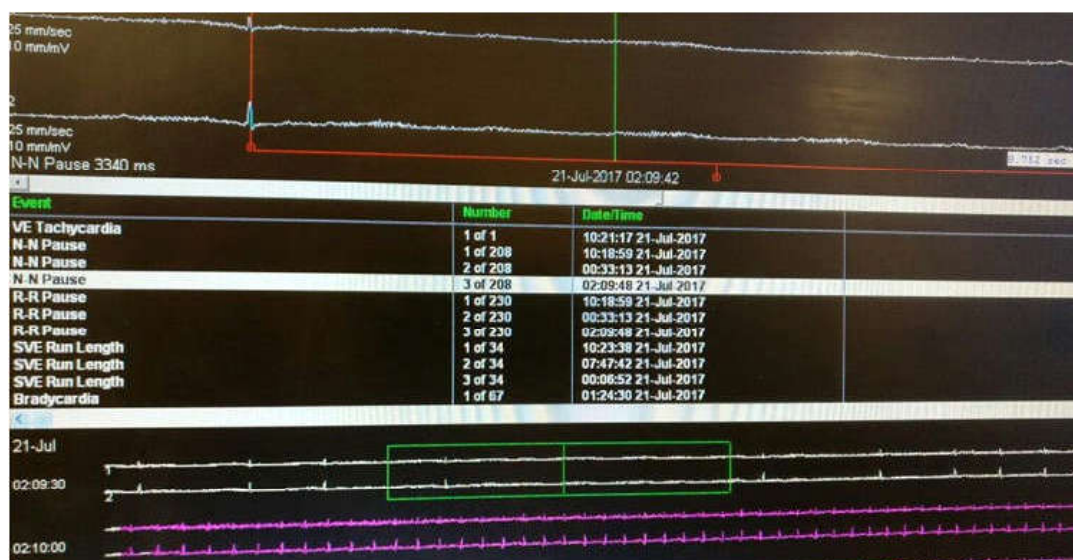 25 mm/sec
10 mm/mV
2
25 mm/sec
10 mm/mV
N-N Pause 3340 ms
21-Jul-2017 02:09:42
Event Number Date/Time
VE Tachycardia 1 of 1 10:21:17 21-Jul-2017
N-N Pause 1 of 208 10:18:59 21-Jul-2017
N-N Pause 2 of 208 00:33:13 21-Jul-2017
N-N Pause 3 of 208 02:09:48 21-Jul-2017
R-R Pause 1 of 230 10:18:59 21-Jul-2017
R-R Pause 2 of 230 00:33:13 21-Jul-2017
R-R Pause 3 of 230 02:09:48 21-Jul-2017
SVE Run Length 1 of 34 10:23:38 21-Jul-2017
SVE Run Length 2 of 34 07:47:42 21-Jul-2017
SVE Run Length 3 of 34 00:06:52 21-Jul-2017
Bradycardia 1 of 67 01:24:30 21-Jul-2017
21-Jul
1
02:09:30
2
02:10:00